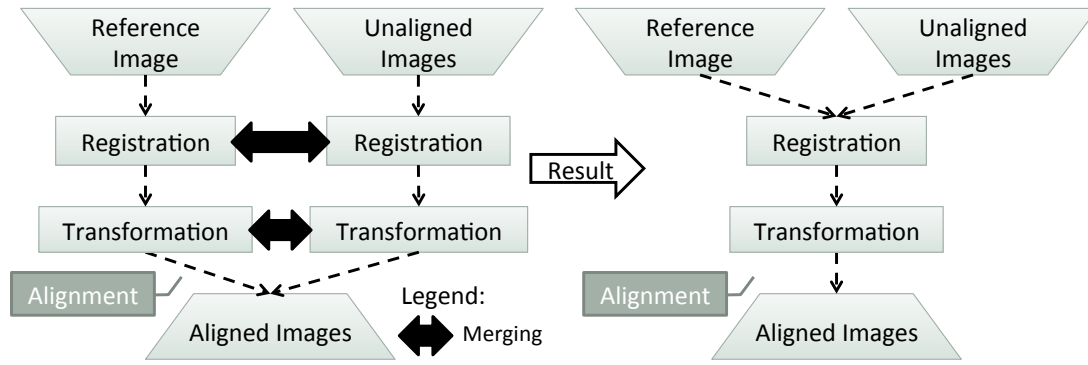 Reference
Image
Unaligned
Images
Registration
Registration
Transformation
Transformation
Alignment
Aligned Images
Legend:
Merging
Result
Reference
Image
Unaligned
Images
Registration
Transformation
Alignment
Aligned Images